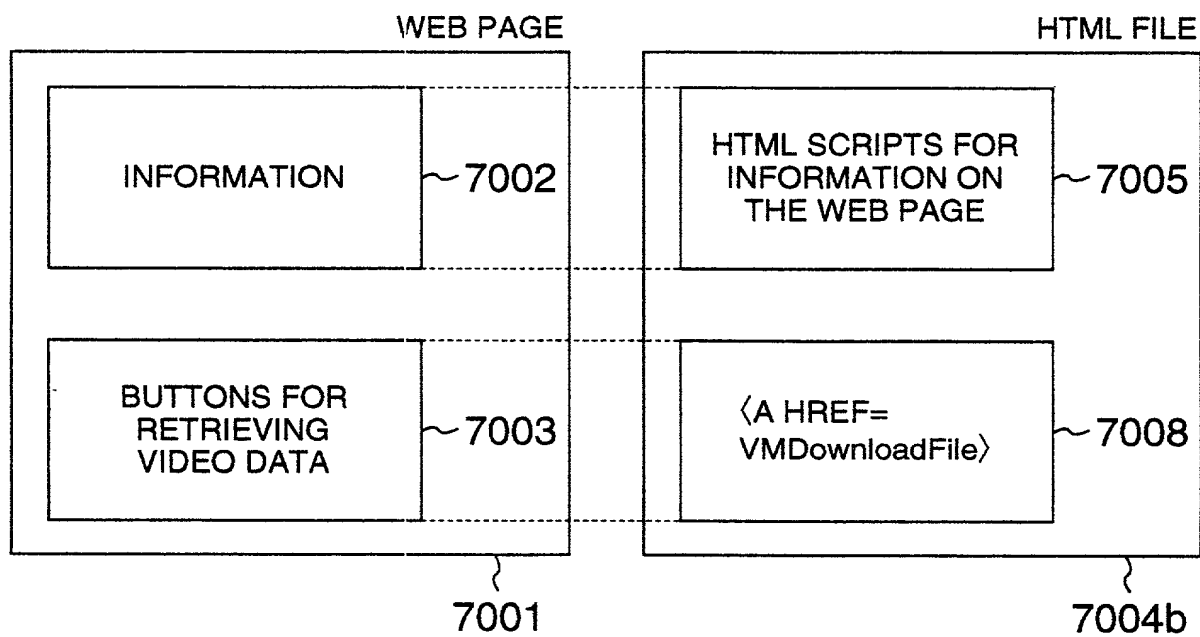 WEB PAGE
HTML FILE
INFORMATION
7002
HTML SCRIPTS FOR
INFORMATION ON
THE WEB PAGE
7005
BUTTONS FOR
RETRIEVING
VIDEO DATA
7003
〈A HREF=
VMDownloadFile〉
7008
7001
7004b